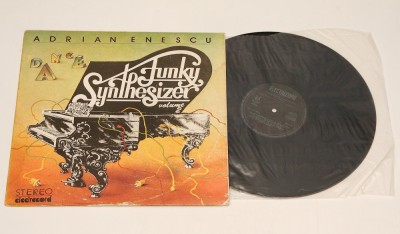 ADRIAN ENESCU
DANCE
Funky
Synthesizer
volume
STEREO
electrecord